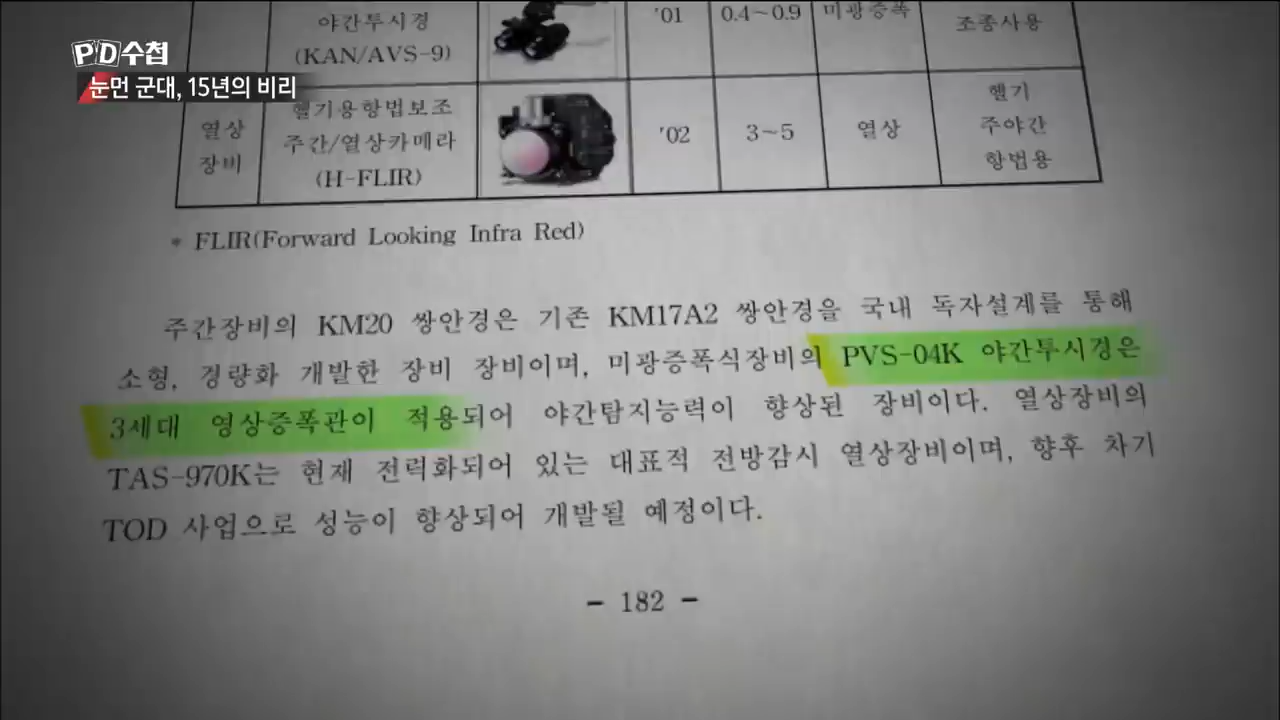 PD수첩
눈먼 군대, 15년의 비리
야간투시경
(KAN/AVS-9)
'01
0.4~0.9
미광증폭
조종사용
열상
장비
헬기용항법보조
주간/열상카메라
(H-FLIR)
'02
3~5
열상
헬기
주야간
항법용
* FLIR(Forward Looking Infra Red)
주간장비의 KM20 쌍안경은 기존 KM17A2 쌍안경을 국내 독자설계를 통해
소형, 경량화 개발한 장비 장비이며, 미광증폭식장비의 PVS-04K 야간투시경은
3세대 영상증폭관이 적용되어 야간탐지능력이 향상된 장비이다. 열상장비의
TAS-970K는 현재 전력화되어 있는 대표적 전방감시 열상장비이며, 향후 차기
TOD 사업으로 성능이 향상되어 개발될 예정이다.
- 182 -